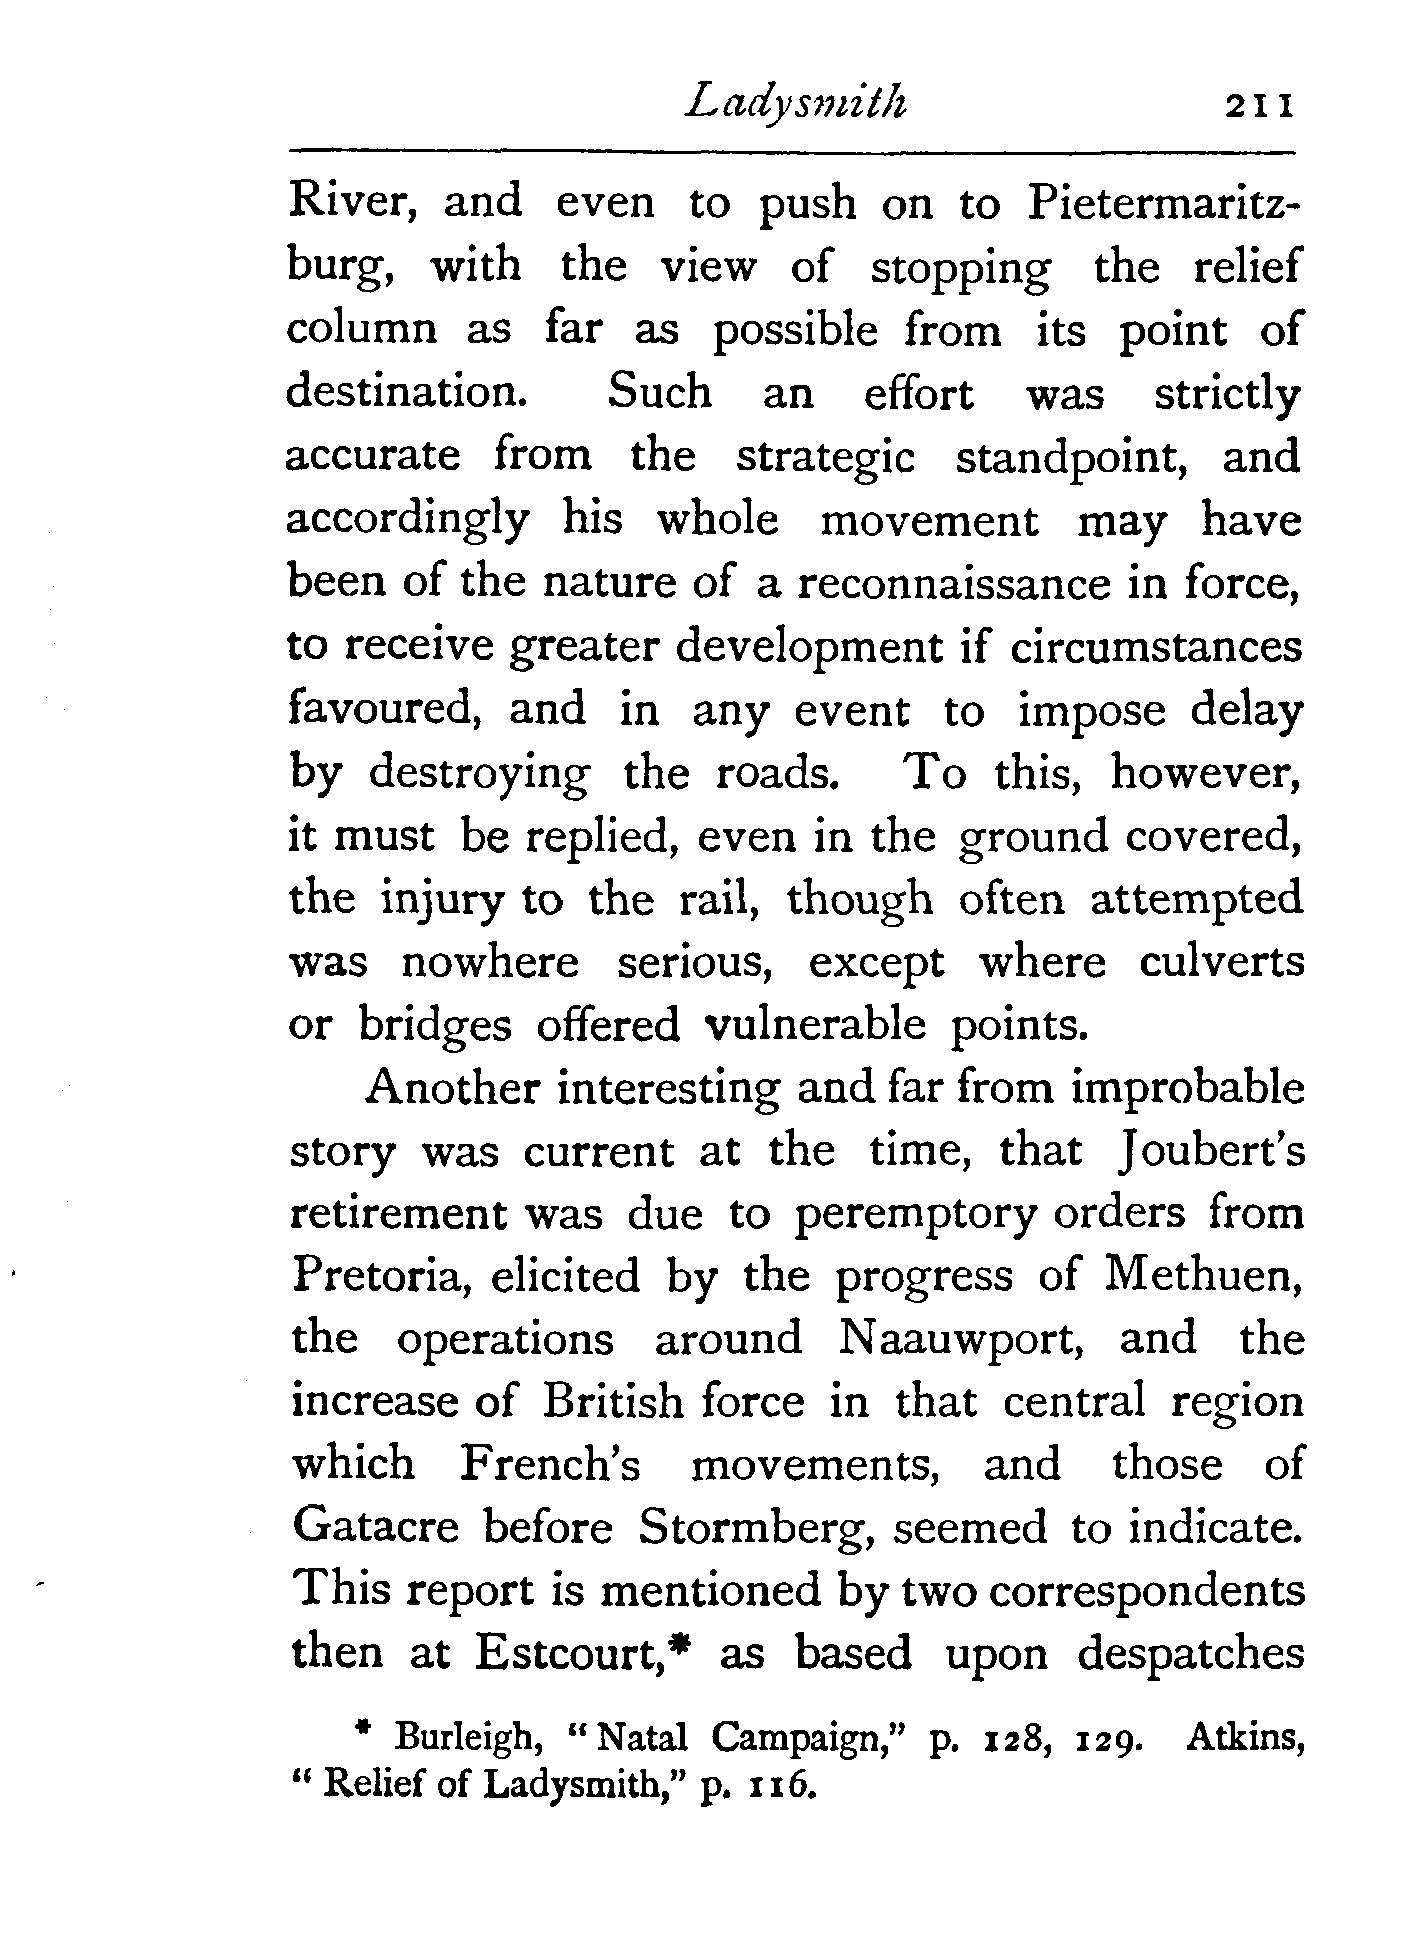 Ladysmith 211
River, and even to push on to Pietermaritz-
burg, with the view of stopping the relief
column as far as possible from its point of
destination. Such an effort was strictly
accurate from the strategic standpoint, and
accordingly his whole movement may have
been of the nature of a reconnaissance in force,
to receive greater development if circumstances
favoured, and in any event to impose delay
by destroying the roads. To this, however,
it must be replied, even in the ground covered,
the injury to the rail, though often attempted
was nowhere serious, except where culverts
or bridges offered vulnerable points.
Another interesting and far from improbable
story was current at the time, that Joubert's
retirement was due to peremptory orders from
Pretoria, elicited by the progress of Methuen,
the operations around Naauwport, and the
increase of British force in that central region
which French's movements, and those of
Gatacre before Stormberg, seemed to indicate.
This report is mentioned by two correspondents
then at Estcourt,* as based upon despatches
* Burleigh, "Natal Campaign," p. 128, 129. Atkins,
"Relief of Ladysmith," p. 116.